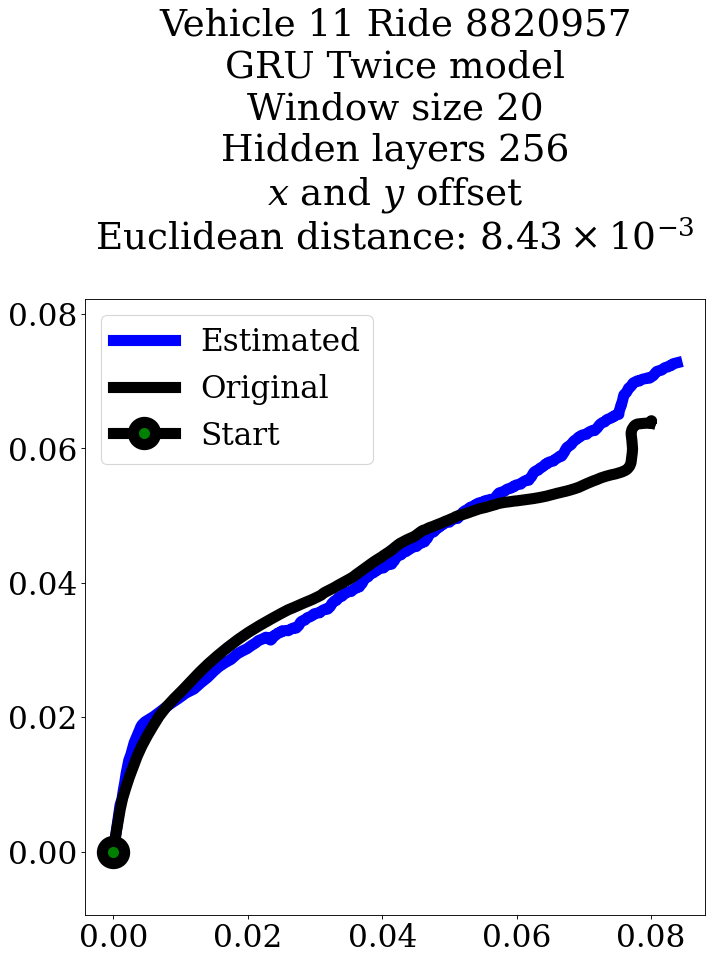 Vehicle 11 Ride 8820957
GRU Twice model
Window size 20
Hidden layers 256
x and y offset
Euclidean distance: 8.43 × 10⁻³
0.08
0.06
0.04
0.02
0.00
Estimated
Original
Start
0.00 0.02 0.04 0.06 0.08